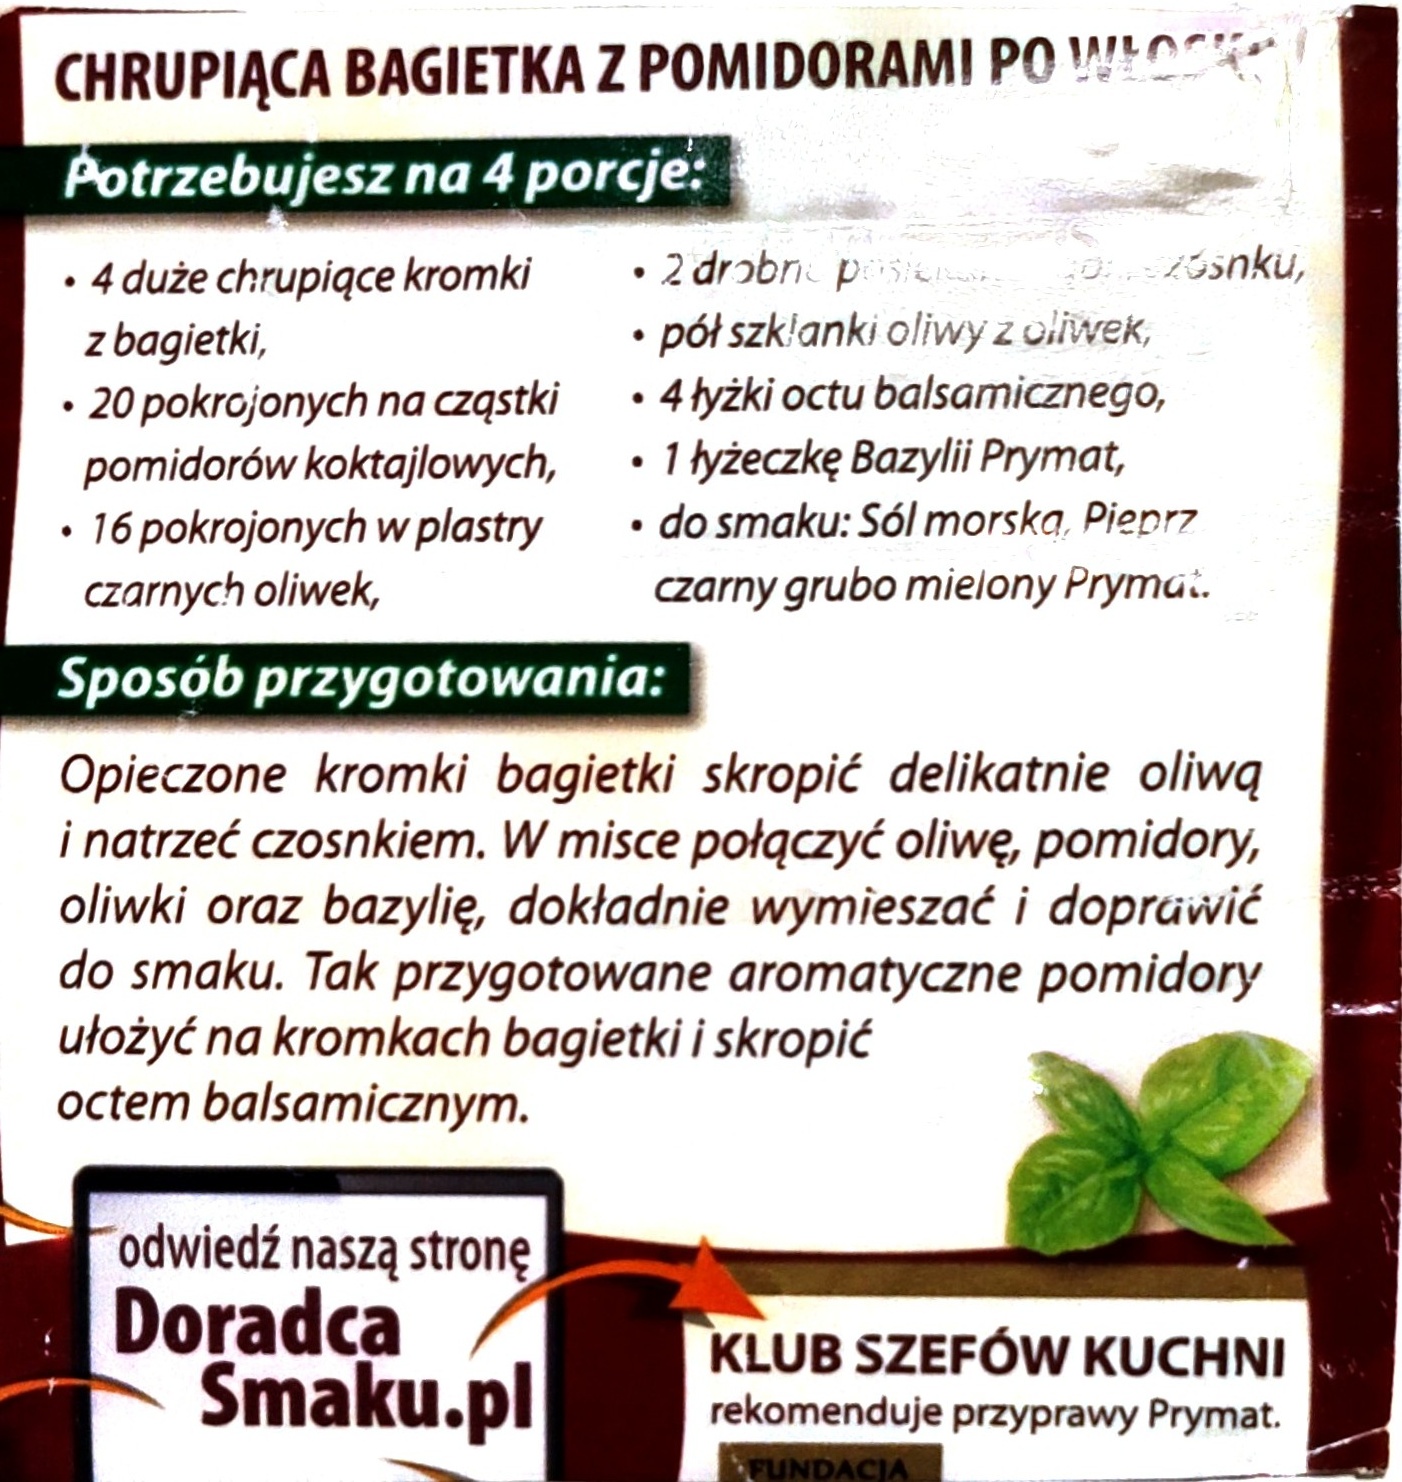 CHRUPIĄCA BAGIETKA Z POMIDORAMI PO
Potrzebujesz na 4 porcje:
• 4 duże chrupiące kromki
z bagietki,
• 20 pokrojonych na cząstki
pomidorów koktajlowych,
• 16 pokrojonych w plastry
czarnych oliwek,
• 2 czosnku,
• pół szklanki oliwy z oliwek,
• 4 łyżki octu balsamicznego,
• 1 łyżeczkę Bazylii Prymat,
• do smaku: Sól morską, Pieprz
czarny grubo mielony Prymat.
Sposób przygotowania:
Opieczone kromki bagietki skropić delikatnie oliwą
i natrzeć czosnkiem. W misce połączyć oliwę, pomidory,
oliwki oraz bazylię, dokładnie wymieszać i doprawić
do smaku. Tak przygotowane aromatyczne pomidory
ułożyć na kromkach bagietki i skropić
octem balsamicznym.
odwiedź naszą stronę
Doradca
Smaku.pl
KLUB SZEFÓW KUCHNI
rekomenduje przyprawy Prymat.
FUNDACJA